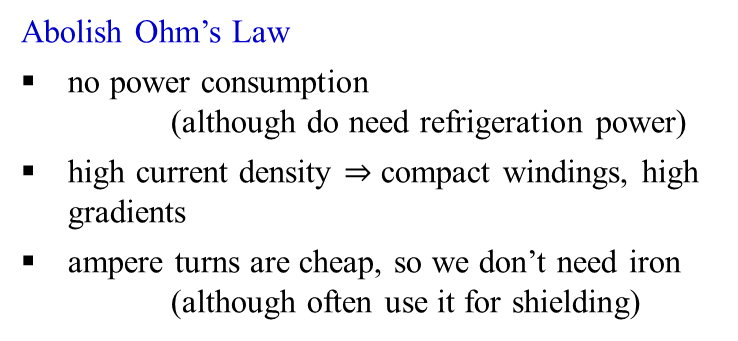 Abolish Ohm’s Law
▪ no power consumption
(although do need refrigeration power)
▪ high current density ⇒ compact windings, high
gradients
▪ ampere turns are cheap, so we don’t need iron
(although often use it for shielding)